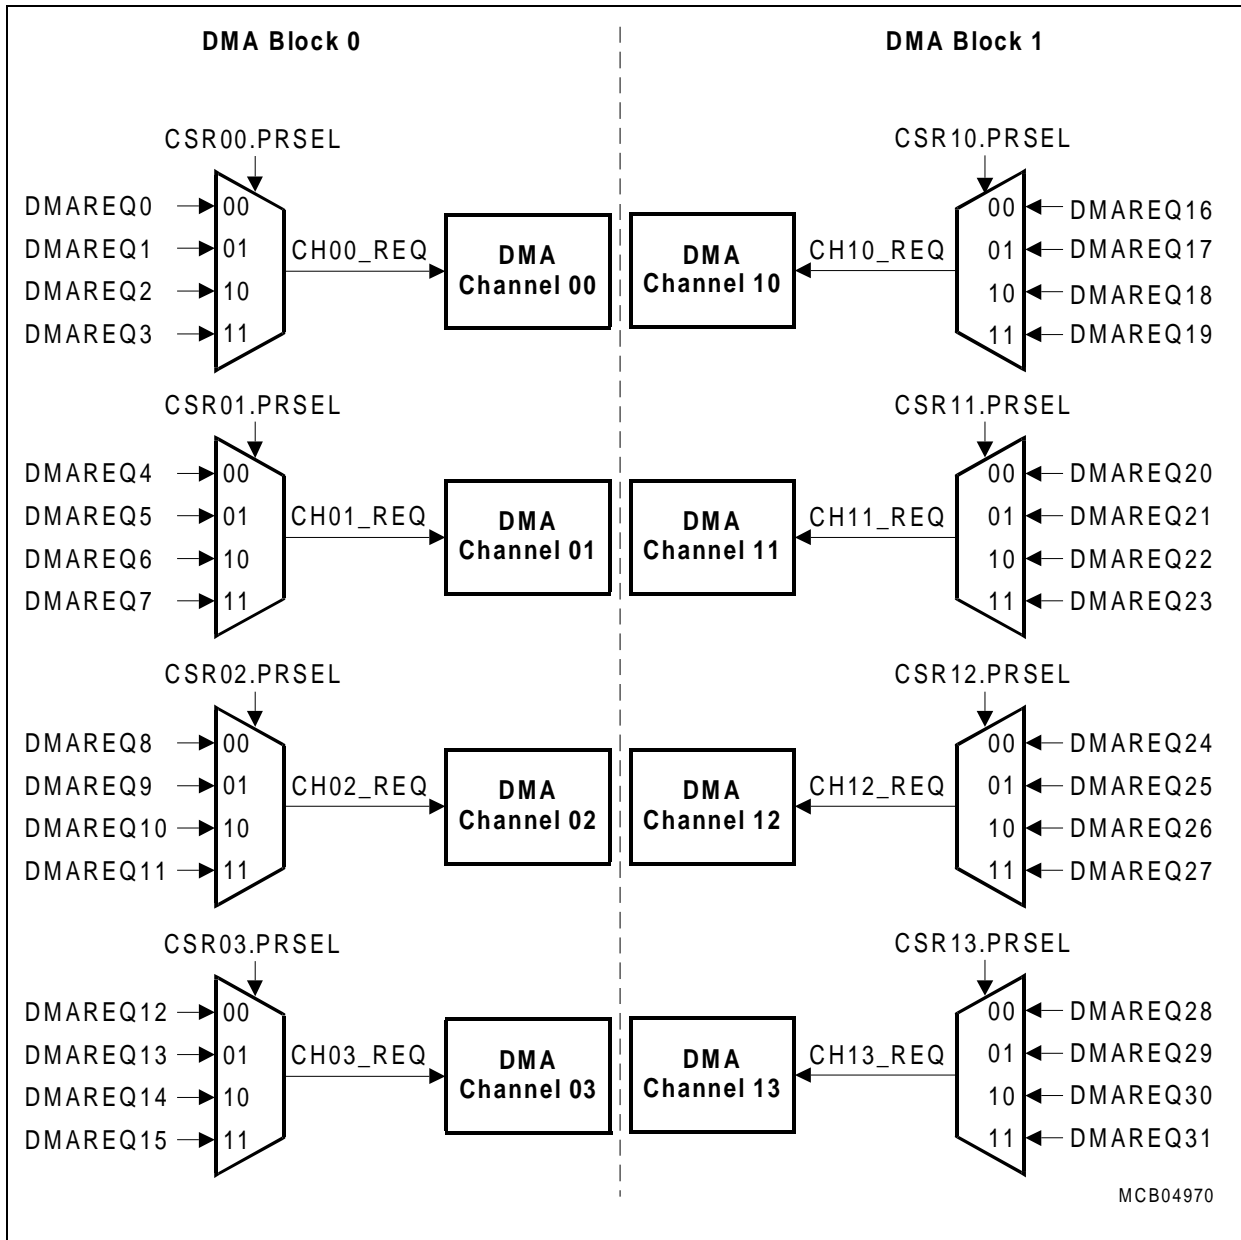 DMA Block 0
DMA Block 1
CSR00.PRSEL
DMAREQ0
00
DMAREQ1
01
DMAREQ2
10
DMAREQ3
11
CH00_REQ
DMA
Channel 00
CSR10.PRSEL
DMA
Channel 10
CH10_REQ
00
DMAREQ16
01
DMAREQ17
10
DMAREQ18
11
DMAREQ19
CSR01.PRSEL
DMAREQ4
00
DMAREQ5
01
DMAREQ6
10
DMAREQ7
11
CH01_REQ
DMA
Channel 01
CSR11.PRSEL
DMA
Channel 11
CH11_REQ
00
DMAREQ20
01
DMAREQ21
10
DMAREQ22
11
DMAREQ23
CSR02.PRSEL
DMAREQ8
00
DMAREQ9
01
DMAREQ10
10
DMAREQ11
11
CH02_REQ
DMA
Channel 02
CSR12.PRSEL
DMA
Channel 12
CH12_REQ
00
DMAREQ24
01
DMAREQ25
10
DMAREQ26
11
DMAREQ27
CSR03.PRSEL
DMAREQ12
00
DMAREQ13
01
DMAREQ14
10
DMAREQ15
11
CH03_REQ
DMA
Channel 03
CSR13.PRSEL
DMA
Channel 13
CH13_REQ
00
DMAREQ28
01
DMAREQ29
10
DMAREQ30
11
DMAREQ31
MCB04970